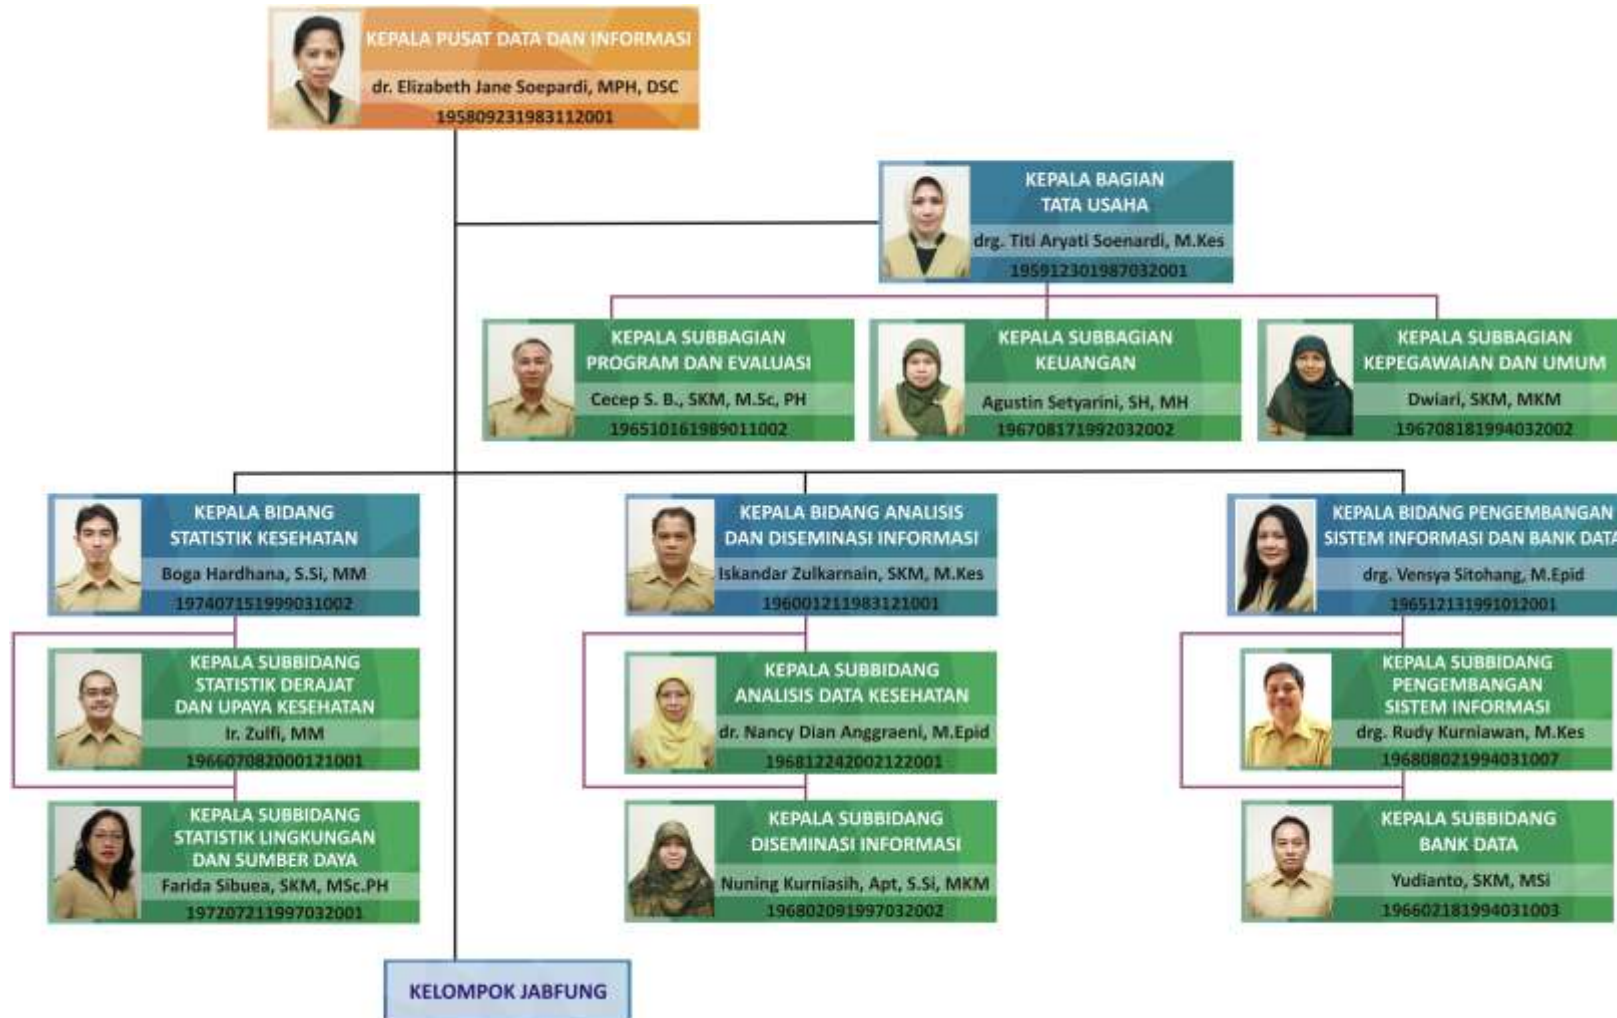 KEPALA PUSAT DATA DAN INFORMASI
dr. Elizabeth Jane Soepardi, MPH, DSC
195809231983112001
KEPALA BAGIAN
TATA USAHA
drg. Titi Aryati Soenardi, M.Kes
195912301987032001
KEPALA SUBBAGIAN
PROGRAM DAN EVALUASI
Cecep S. B., SKM, M.Sc, PH
196510161989011002
KEPALA SUBBAGIAN
KEUANGAN
Agustin Setyarini, SH, MH
196708171992032002
KEPALA SUBBAGIAN
KEPEGAWAIAN DAN UMUM
Dwiari, SKM, MKM
196708181994032002
KEPALA BIDANG
STATISTIK KESEHATAN
Boga Hardhana, S.Si, MM
197407151999031002
KEPALA BIDANG ANALISIS
DAN DISEMINASI INFORMASI
Iskandar Zulkarnain, SKM, M.Kes
196001211983121001
KEPALA BIDANG PENGEMBANGAN
SISTEM INFORMASI DAN BANK DATA
drg. Vensya Sitohang, M.Epid
196512131991012001
KEPALA SUBBIDANG
STATISTIK DERAJAT
DAN UPAYA KESEHATAN
Ir. Zulfi, MM
196607082000121001
KEPALA SUBBIDANG
ANALISIS DATA KESEHATAN
dr. Nancy Dian Anggraeni, M.Epid
196812242002122001
KEPALA SUBBIDANG
PENGEMBANGAN
SISTEM INFORMASI
drg. Rudy Kurniawan, M.Kes
196808021994031007
KEPALA SUBBIDANG
STATISTIK LINGKUNGAN
DAN SUMBER DAYA
Farida Sibuea, SKM, MSc.PH
197207211997032001
KEPALA SUBBIDANG
DISEMINASI INFORMASI
Nuning Kurniasih, Apt, S.Si, MKM
196802091997032002
KEPALA SUBBIDANG
BANK DATA
Yudianto, SKM, MSi
196602181994031003
KELOMPOK JABFUNG